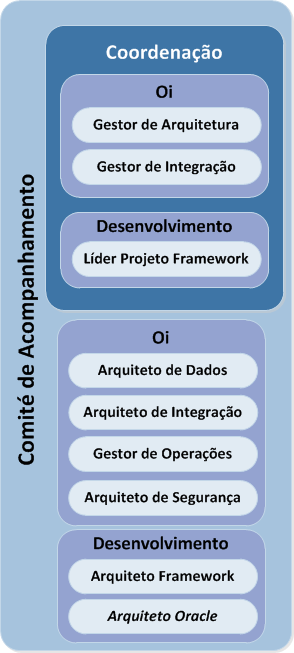 Comité de Acompanhamento
Coordenação
Oi
Gestor de Arquitetura
Gestor de Integração
Desenvolvimento
Líder Projeto Framework
Oi
Arquiteto de Dados
Arquiteto de Integração
Gestor de Operações
Arquiteto de Segurança
Desenvolvimento
Arquiteto Framework
Arquiteto Oracle